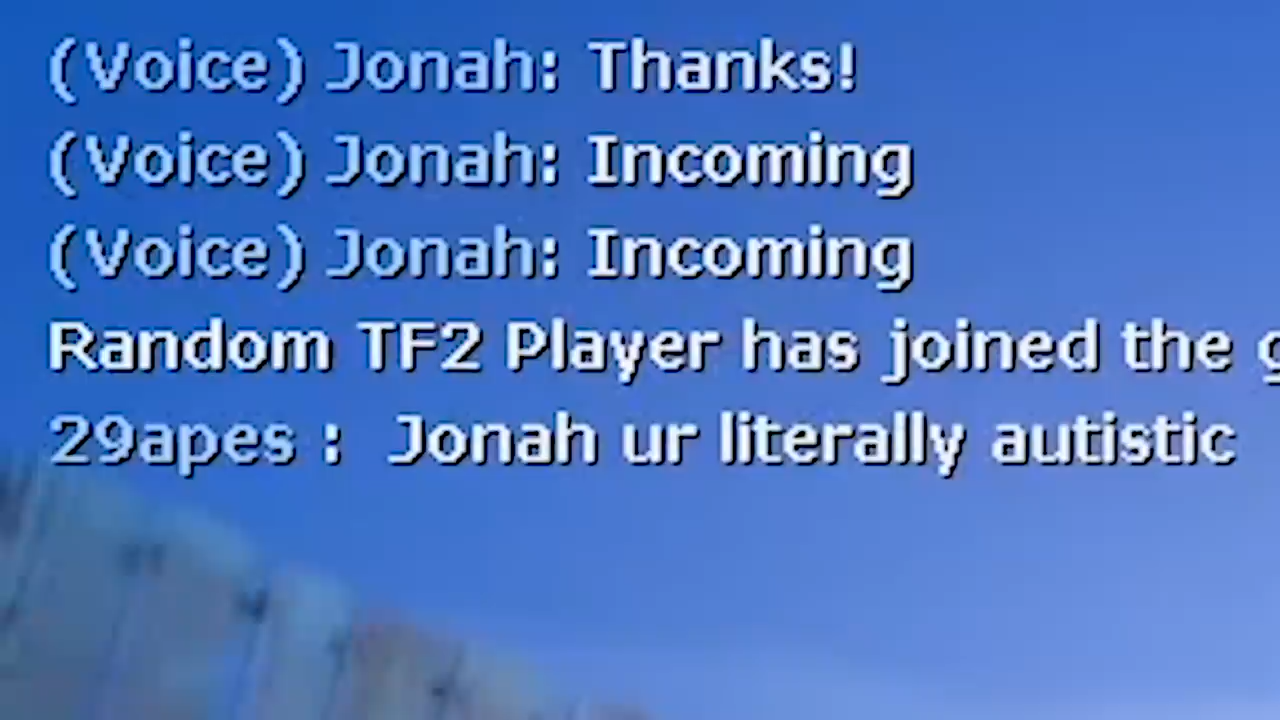 (Voice) Jonah: Thanks!
(Voice) Jonah: Incoming
(Voice) Jonah: Incoming
Random TF2 Player has joined the
29apes :  Jonah ur literally autistic